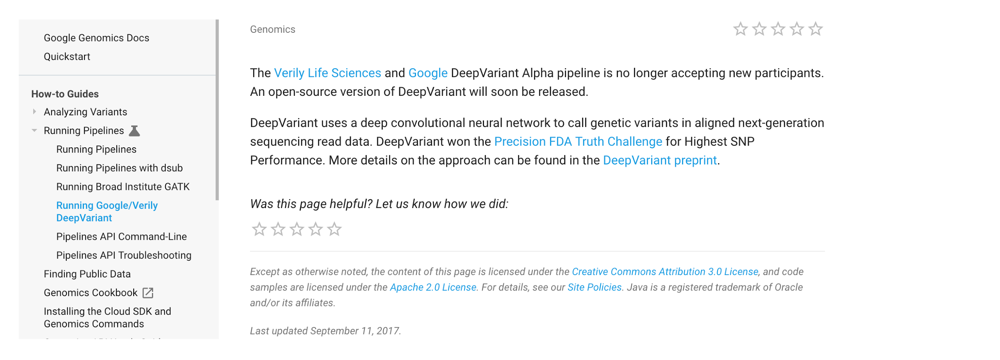 Google Genomics Docs
Quickstart
How-to Guides
Analyzing Variants
Running Pipelines
Running Pipelines
Running Pipelines with dsub
Running Broad Institute GATK
Running Google/Verily
DeepVariant
Pipelines API Command-Line
Pipelines API Troubleshooting
Finding Public Data
Genomics Cookbook
Installing the Cloud SDK and
Genomics Commands
Genomics
The Verily Life Sciences and Google DeepVariant Alpha pipeline is no longer accepting new participants.
An open-source version of DeepVariant will soon be released.
DeepVariant uses a deep convolutional neural network to call genetic variants in aligned next-generation
sequencing read data. DeepVariant won the Precision FDA Truth Challenge for Highest SNP
Performance. More details on the approach can be found in the DeepVariant preprint.
Was this page helpful? Let us know how we did:
Except as otherwise noted, the content of this page is licensed under the Creative Commons Attribution 3.0 License, and code
samples are licensed under the Apache 2.0 License. For details, see our Site Policies. Java is a registered trademark of Oracle
and/or its affiliates.
Last updated September 11, 2017.